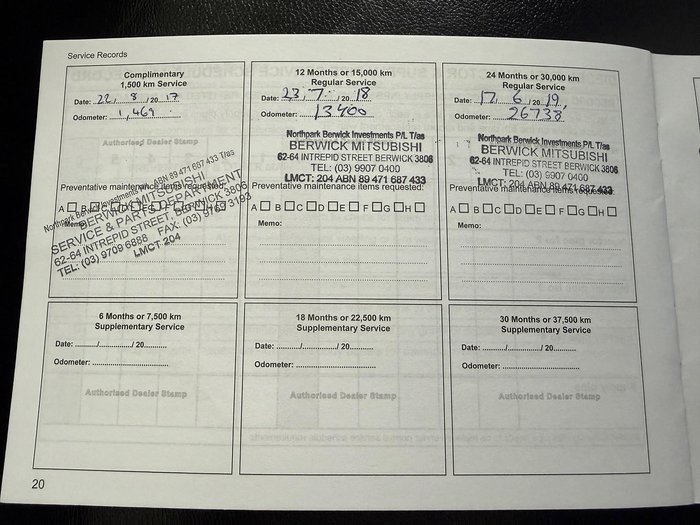 Service Records
Complimentary
1,500 km Service
Date: 22 / 8 / 20 17
Odometer: 1,469
Authorised Dealer Stamp
Northpark Berwick Investments ABN 89 471 687 433 T/as
BERWICK MITSUBISHI
SERVICE & PARTS DEPARTMENT
62-64 INTREPID STREET, BERWICK 3806
TEL: (03) 9709 6888 FAX: (03) 9769 3193
LMCT 204
Preventative maintenance items requested:
A B C D E F G H
Memo:
12 Months or 15,000 km
Regular Service
Date: 23, 7 / 20 18
Odometer: 13400
Northpark Berwick Investments P/L T/as
BERWICK MITSUBISHI
62-64 INTREPID STREET BERWICK 3806
TEL: (03) 9907 0400
LMCT: 204 ABN 89 471 687 433
Preventative maintenance items requested:
A B C D E F G H
Memo:
24 Months or 30,000 km
Regular Service
Date: 17 / 6 / 20 19,
Odometer: 26738
Northpark Berwick Investments P/L T/as
BERWICK MITSUBISHI
62-64 INTREPID STREET BERWICK 3806
TEL: (03) 9907 0400
LMCT: 204 ABN 89 471 687 433
Preventative maintenance items requested:
A B C D E F G H
Memo:
6 Months or 7,500 km
Supplementary Service
Date: ........../................/ 20..........
Odometer: ................................
Authorised Dealer Stamp
18 Months or 22,500 km
Supplementary Service
Date: ........../................/ 20..........
Odometer: ................................
Authorised Dealer Stamp
30 Months or 37,500 km
Supplementary Service
Date: ........../................/ 20..........
Odometer: ................................
Authorised Dealer Stamp
20